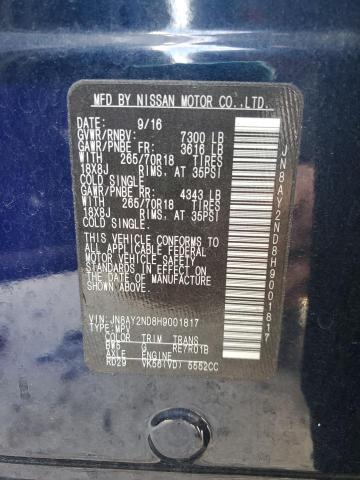 MFD BY NISSAN MOTOR CO.,LTD.
DATE: 9/16
GVWR/PNBV: 7300 LB
GAWR/PNBE FR: 3616 LB
WITH 265/70R18 TIRES
18X8J RIMS, AT 35PSI
COLD SINGLE
GAWR/PNBE RR: 4343 LB
WITH 265/70R18 TIRES
18X8J RIMS, AT 35PSI
COLD SINGLE.
THIS VEHICLE CONFORMS TO
ALL APPLICABLE FEDERAL
MOTOR VEHICLE SAFETY
STANDARDS IN EFFECT
ON THE DATE OF MANUFACTURE
SHOWN ABOVE.
VIN: JN8AY2ND8H9001817
TYPE: MPV
COLOR TRIM TRANS
BW5 G RE7R01B
AXLE ENGINE
RD29 VK56(VD) 5552CC
JN8AY2ND8H9001817